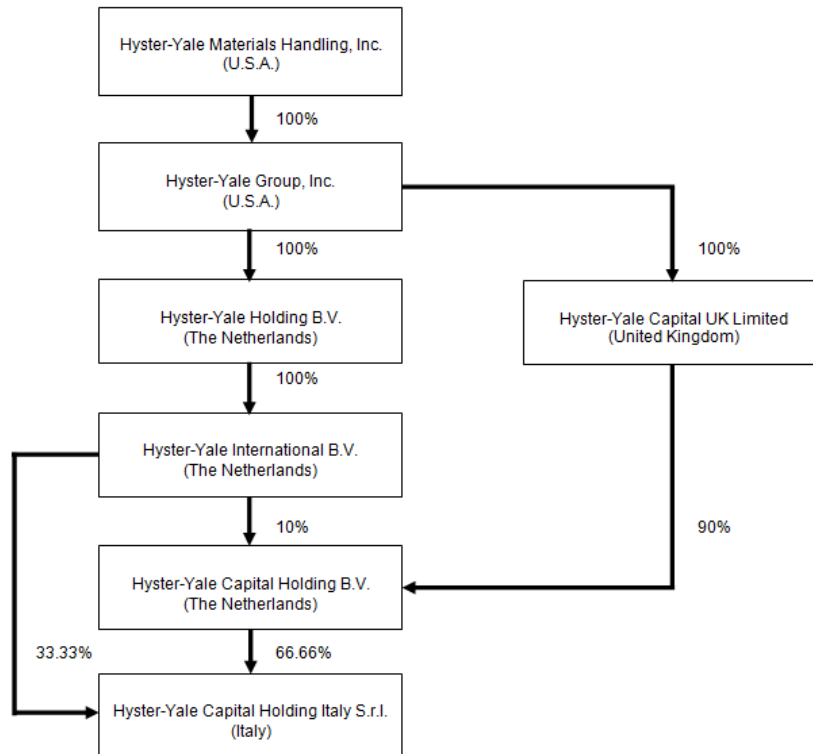 Hyster-Yale Materials Handling, Inc.
(U.S.A.)
100%
Hyster-Yale Group, Inc.
(U.S.A.)
100%
100%
Hyster-Yale Holding B.V.
(The Netherlands)
Hyster-Yale Capital UK Limited
(United Kingdom)
100%
Hyster-Yale International B.V.
(The Netherlands)
10%
90%
Hyster-Yale Capital Holding B.V.
(The Netherlands)
33.33%
66.66%
Hyster-Yale Capital Holding Italy S.r.l.
(Italy)